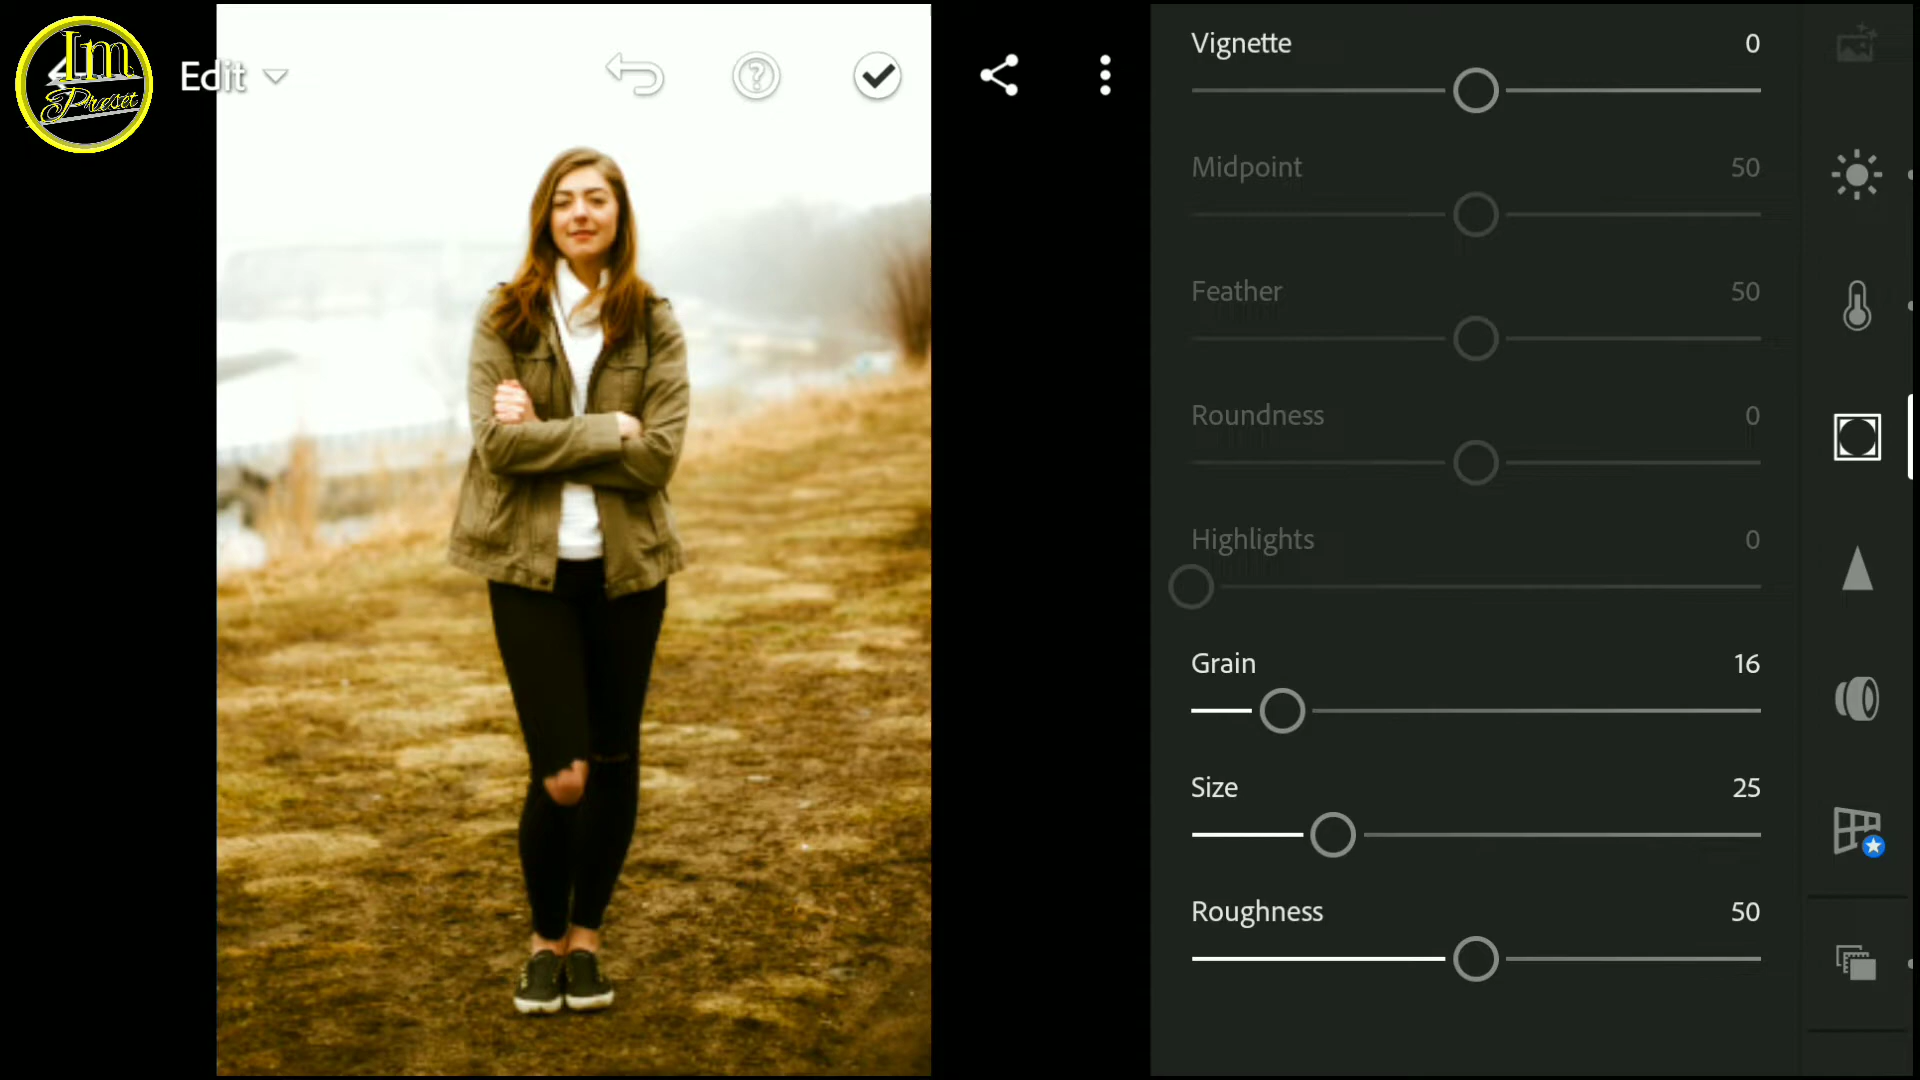 Im
Preset
Edit
Vignette 0
Midpoint 50
Feather 50
Roundness 0
Highlights 0
Grain 16
Size 25
Roughness 50